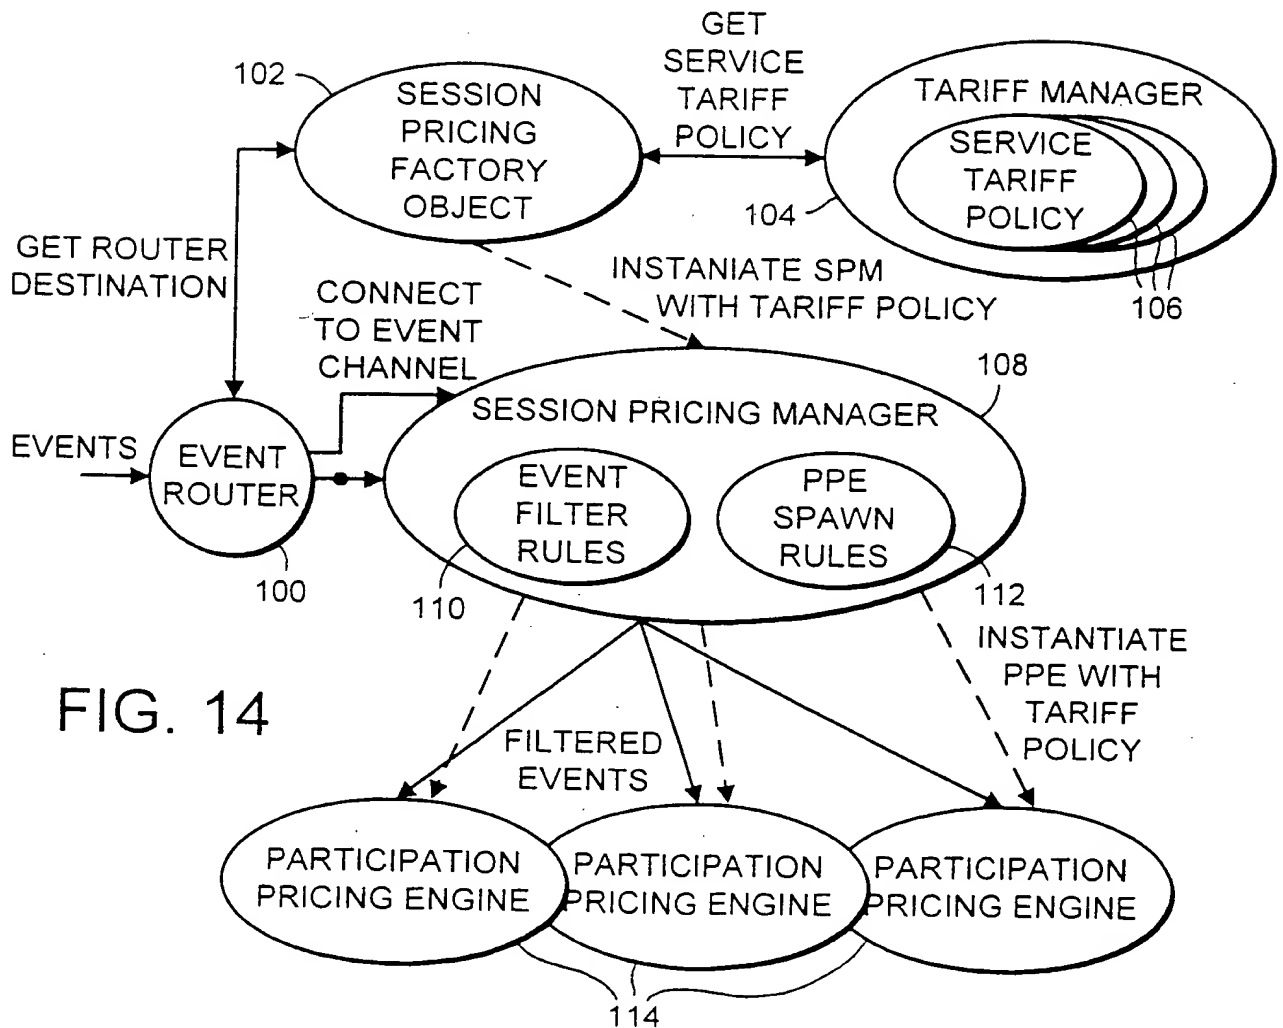 102
SESSION
PRICING
FACTORY
OBJECT
GET
SERVICE
TARIFF
POLICY
TARIFF MANAGER
SERVICE
TARIFF
POLICY
104
106
GET ROUTER
DESTINATION
INSTANIATE SPM
WITH TARIFF POLICY
CONNECT
TO EVENT
CHANNEL
108
SESSION PRICING MANAGER
EVENTS
EVENT
ROUTER
100
EVENT
FILTER
RULES
110
PPE
SPAWN
RULES
112
INSTANTIATE
PPE WITH
TARIFF
POLICY
FIG. 14
FILTERED
EVENTS
PARTICIPATION
PRICING ENGINE
PARTICIPATION
PRICING ENGINE
PARTICIPATION
PRICING ENGINE
114